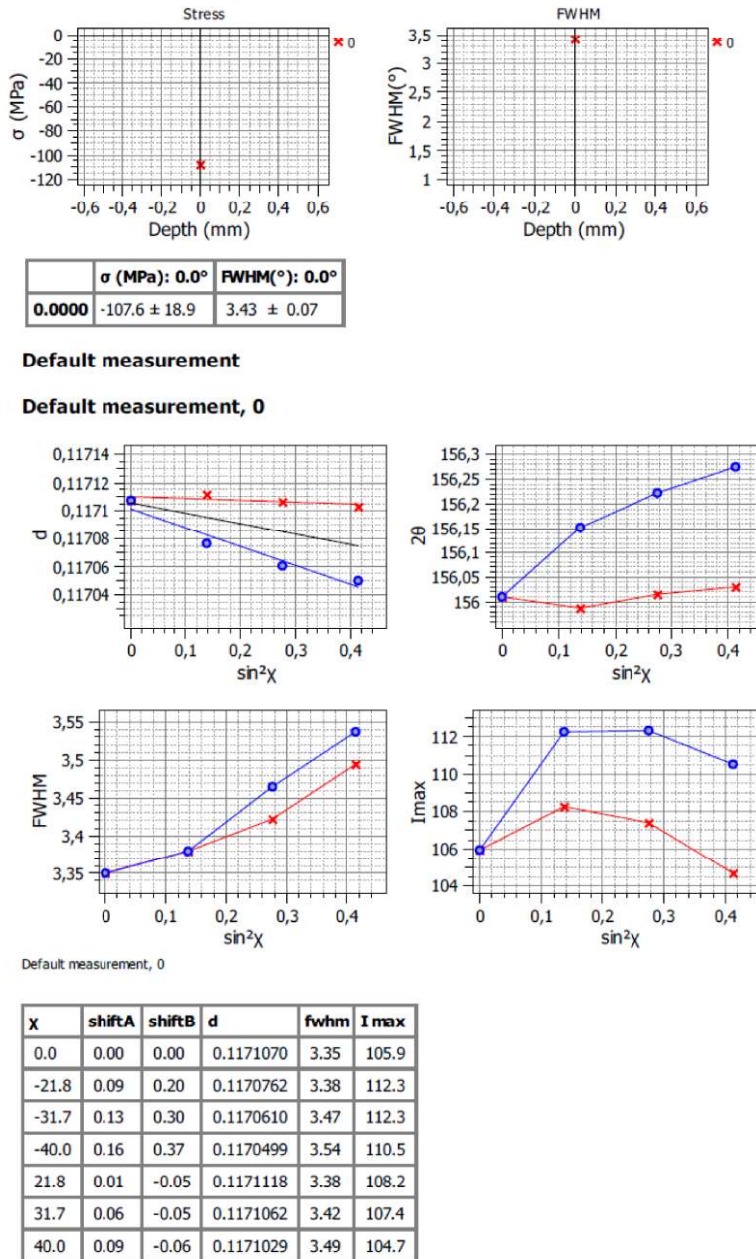 Stress
FWHM
σ (MPa)
0
-20
-40
-60
-80
-100
-120
-0,6 -0,4 -0,2 0 0,2 0,4 0,6
Depth (mm)
0
FWHM(°)
3,5
3
2,5
2
1,5
1
-0,6 -0,4 -0,2 0 0,2 0,4 0,6
Depth (mm)
0
σ (MPa): 0.0° FWHM(°): 0.0°
0.0000 -107.6 ± 18.9 3.43 ± 0.07
Default measurement
Default measurement, 0
d
0,11714
0,11712
0,1171
0,11708
0,11706
0,11704
0 0,1 0,2 0,3 0,4
sin²χ
2θ
156,3
156,25
156,2
156,15
156,1
156,05
156
0 0,1 0,2 0,3 0,4
sin²χ
FWHM
3,55
3,5
3,45
3,4
3,35
0 0,1 0,2 0,3 0,4
sin²χ
Imax
112
110
108
106
104
0 0,1 0,2 0,3 0,4
sin²χ
Default measurement, 0
χ shiftA shiftB d fwhm I max
0.0 0.00 0.00 0.1171070 3.35 105.9
-21.8 0.09 0.20 0.1170762 3.38 112.3
-31.7 0.13 0.30 0.1170610 3.47 112.3
-40.0 0.16 0.37 0.1170499 3.54 110.5
21.8 0.01 -0.05 0.1171118 3.38 108.2
31.7 0.06 -0.05 0.1171062 3.42 107.4
40.0 0.09 -0.06 0.1171029 3.49 104.7